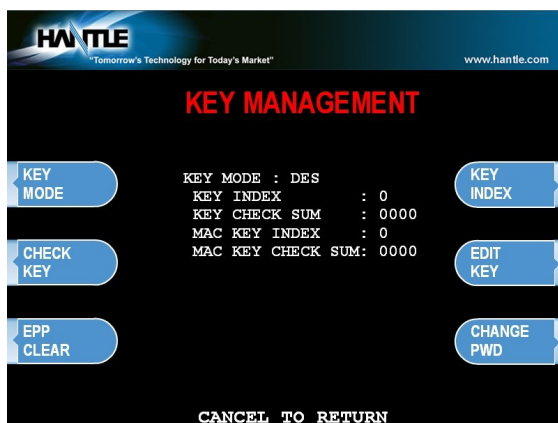 HANTLE
"Tomorrow's Technology for Today's Market"
www.hantle.com
KEY MANAGEMENT
KEY
MODE
KEY MODE : DES
KEY INDEX : 0
KEY CHECK SUM : 0000
MAC KEY INDEX : 0
MAC KEY CHECK SUM: 0000
KEY
INDEX
CHECK
KEY
EDIT
KEY
EPP
CLEAR
CHANGE
PWD
CANCEL TO RETURN